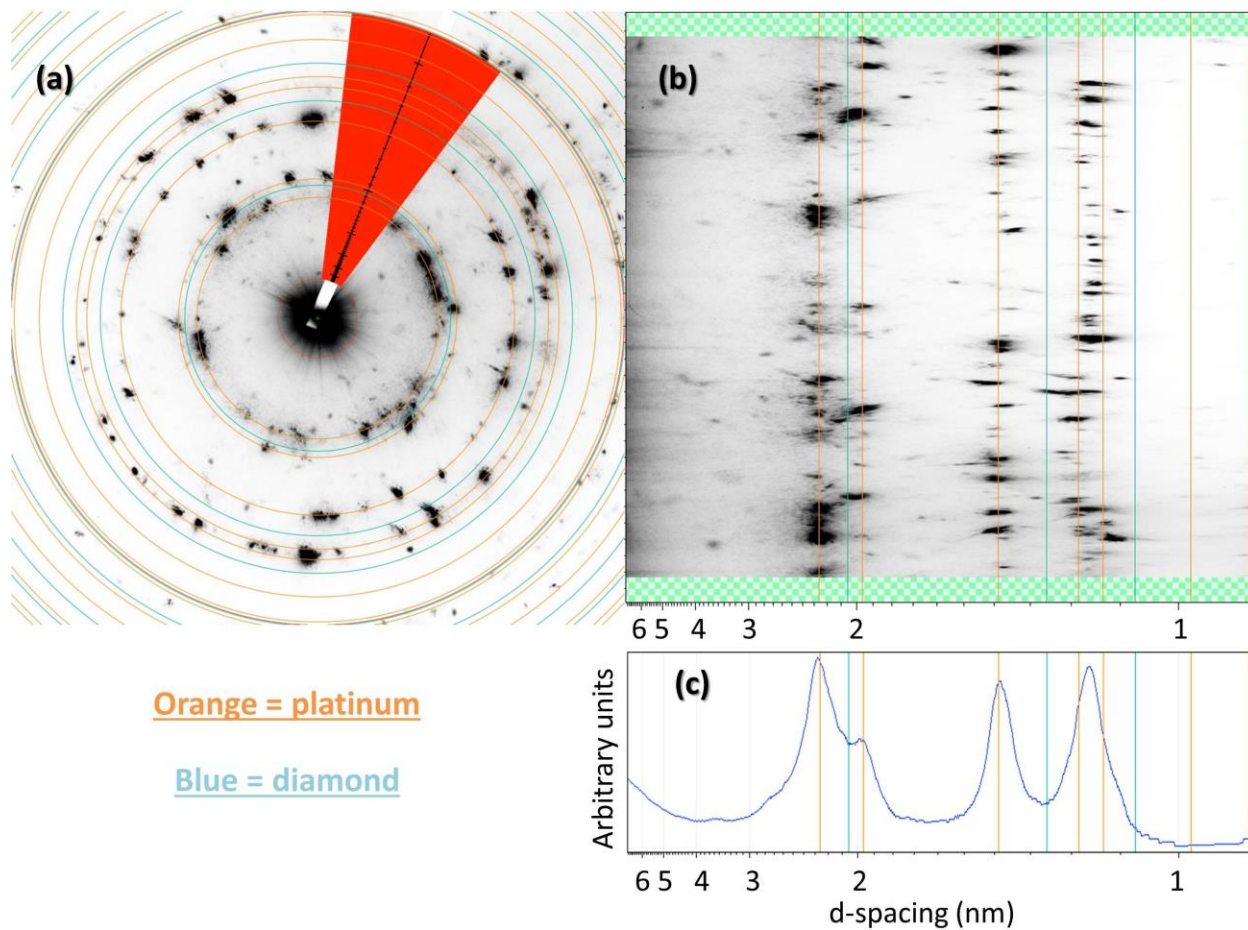 (a)
(b)
6 5 4 3 2 1
(c)
Arbitrary units
6 5 4 3 2 1
d-spacing (nm)
Orange = platinum
Blue = diamond